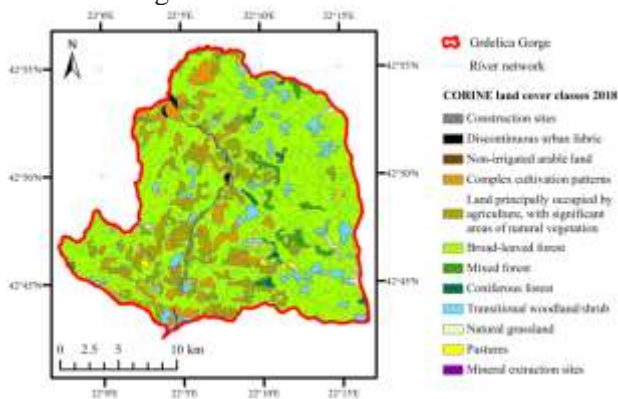 22°0'E 22°5'E 22°10'E 22°15'E
N
42°55'N 42°55'N
42°50'N 42°50'N
42°45'N 42°45'N
0 2.5 5 10 km
22°0'E 22°5'E 22°10'E 22°15'E
Grdelica Gorge
River network
CORINE land cover classes 2018
Construction sites
Discontinuous urban fabric
Non-irrigated arable land
Complex cultivation patterns
Land principally occupied by
agriculture, with significant
areas of natural vegetation
Broad-leaved forest
Mixed forest
Coniferous forest
Transitional woodland/shrub
Natural grassland
Pastures
Mineral extraction sites